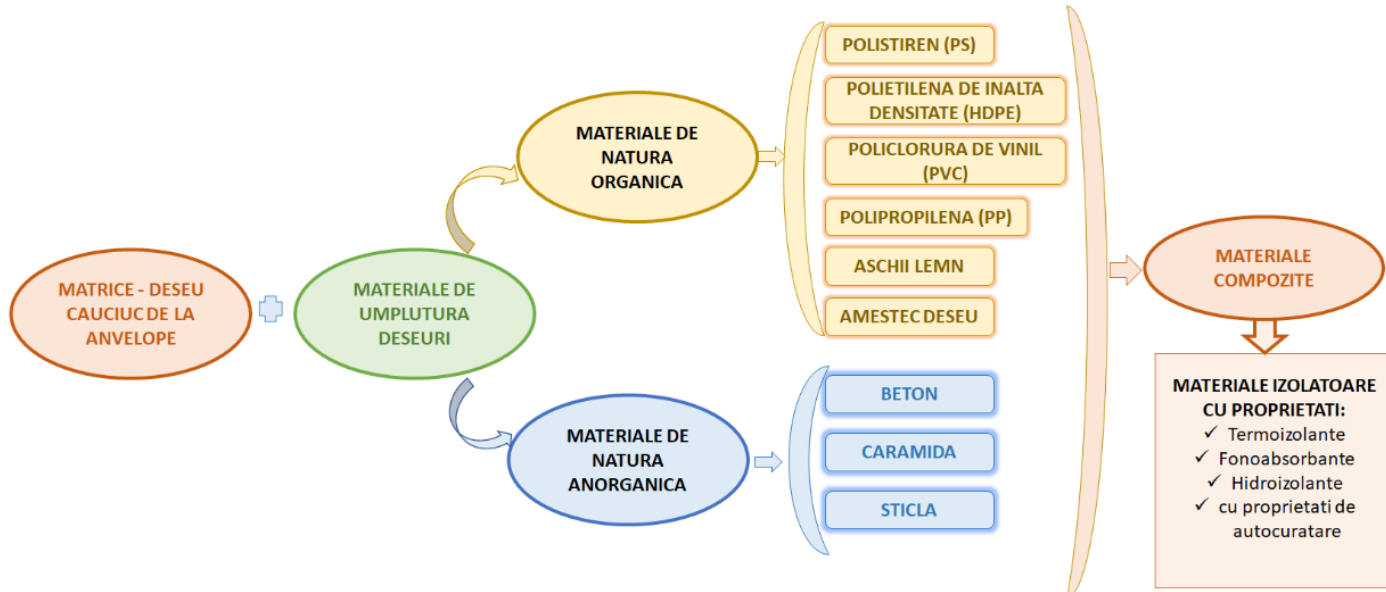 MATRICE - DESEU
CAUCIUC DE LA
ANVELOPE
MATERIALE DE
UMPLUTURA
DESEURI
MATERIALE DE
NATURA
ORGANICA
POLISTIREN (PS)
POLIETILENA DE INALTA
DENSITATE (HDPE)
POLICLORURA DE VINIL
(PVC)
POLIPROPILENA (PP)
ASCHII LEMN
AMESTEC DESEU
MATERIALE DE
NATURA
ANORGANICA
BETON
CARAMIDA
STICLA
MATERIALE
COMPOZITE
MATERIALE IZOLATOARE
CU PROPRIETATI:
✓ Termoizolante
✓ Fonoabsorbante
✓ Hidroizolante
✓ cu proprietati de
autocuratare